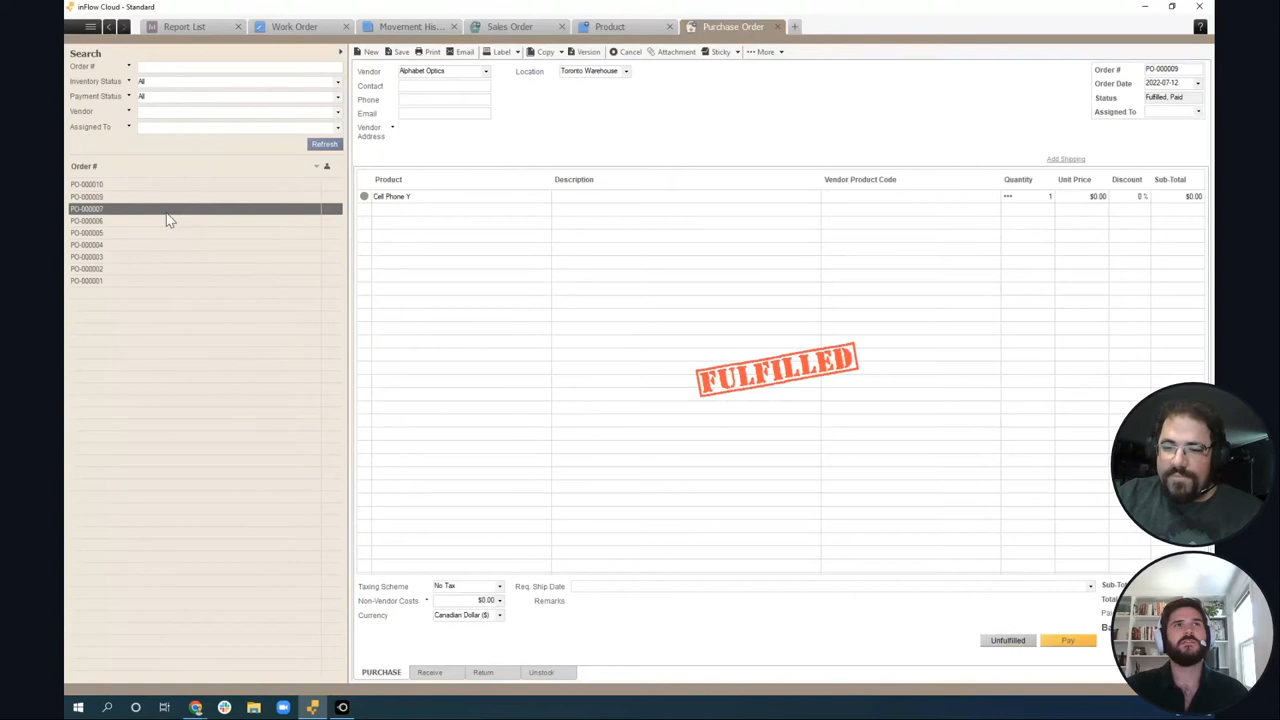 inFlow Cloud - Standard
Report List
Work Order
Movement His...
Sales Order
Product
Purchase Order
Search
Order #
Inventory Status All
Payment Status All
Vendor
Assigned To
Refresh
Order #
PO-000010
PO-000009
PO-000007
PO-000006
PO-000005
PO-000004
PO-000003
PO-000002
PO-000001
New Save Print Email Label Copy Version Cancel Attachment Sticky ••• More
Vendor Alphabet Optics
Contact
Phone
Email
Vendor
Address
Location Toronto Warehouse
Order # PO-000009
Order Date 2022-07-12
Status Fulfilled, Paid
Assigned To
Add Shipping
Product Description Vendor Product Code Quantity Unit Price Discount Sub-Total
Cell Phone Y ••• 1 $0.00 0 % $0.00
FULFILLED
Taxing Scheme No Tax
Non-Vendor Costs $0.00
Currency Canadian Dollar ($)
Req. Ship Date
Remarks
Sub-
Total
Unfulfilled
Pay
PURCHASE Receive Return Unstock